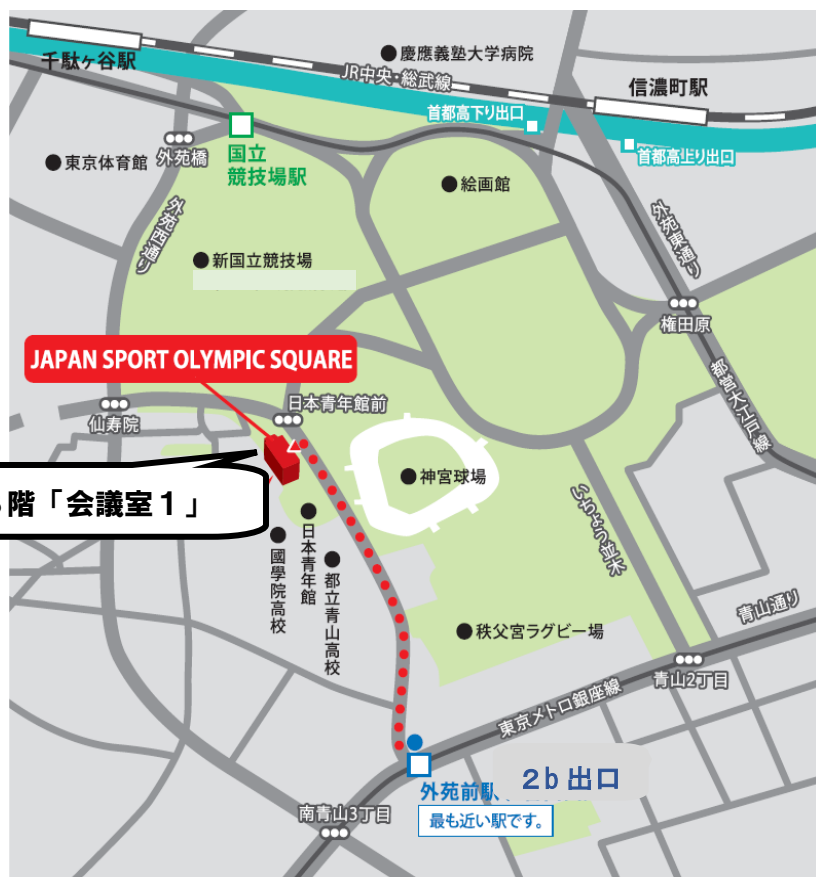 千駄ヶ谷駅
慶應義塾大学病院
JR中央・総武線
信濃町駅
首都高下り出口
首都高上り出口
国立
競技場駅
外苑橋
東京体育館
絵画館
外苑西通り
外苑東通り
新国立競技場
権田原
JAPAN SPORT OLYMPIC SQUARE
都営大江戸線
仙寿院
日本青年館前
神宮球場
階「会議室1」
いちょう並木
國學院高校
日本青年館
都立青山高校
秩父宮ラグビー場
青山通り
青山2丁目
東京メトロ銀座線
2b出口
外苑前駅、
最も近い駅です。
南青山3丁目